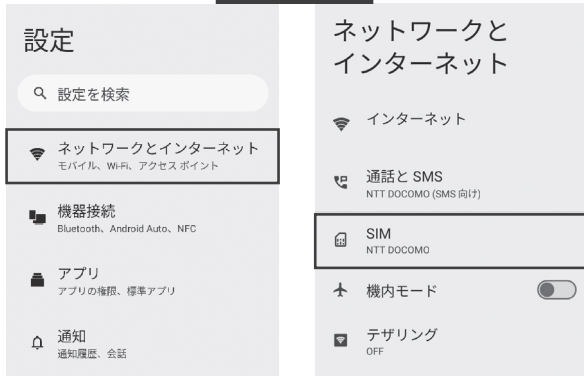 設定
設定を検索
ネットワークとインターネット
モバイル、Wi-Fi、アクセス ポイント
機器接続
Bluetooth、Android Auto、NFC
アプリ
アプリの権限、標準アプリ
通知
通知履歴、会話
ネットワークと
インターネット
インターネット
通話と SMS
NTT DOCOMO (SMS 向け)
SIM
NTT DOCOMO
機内モード
テザリング
OFF